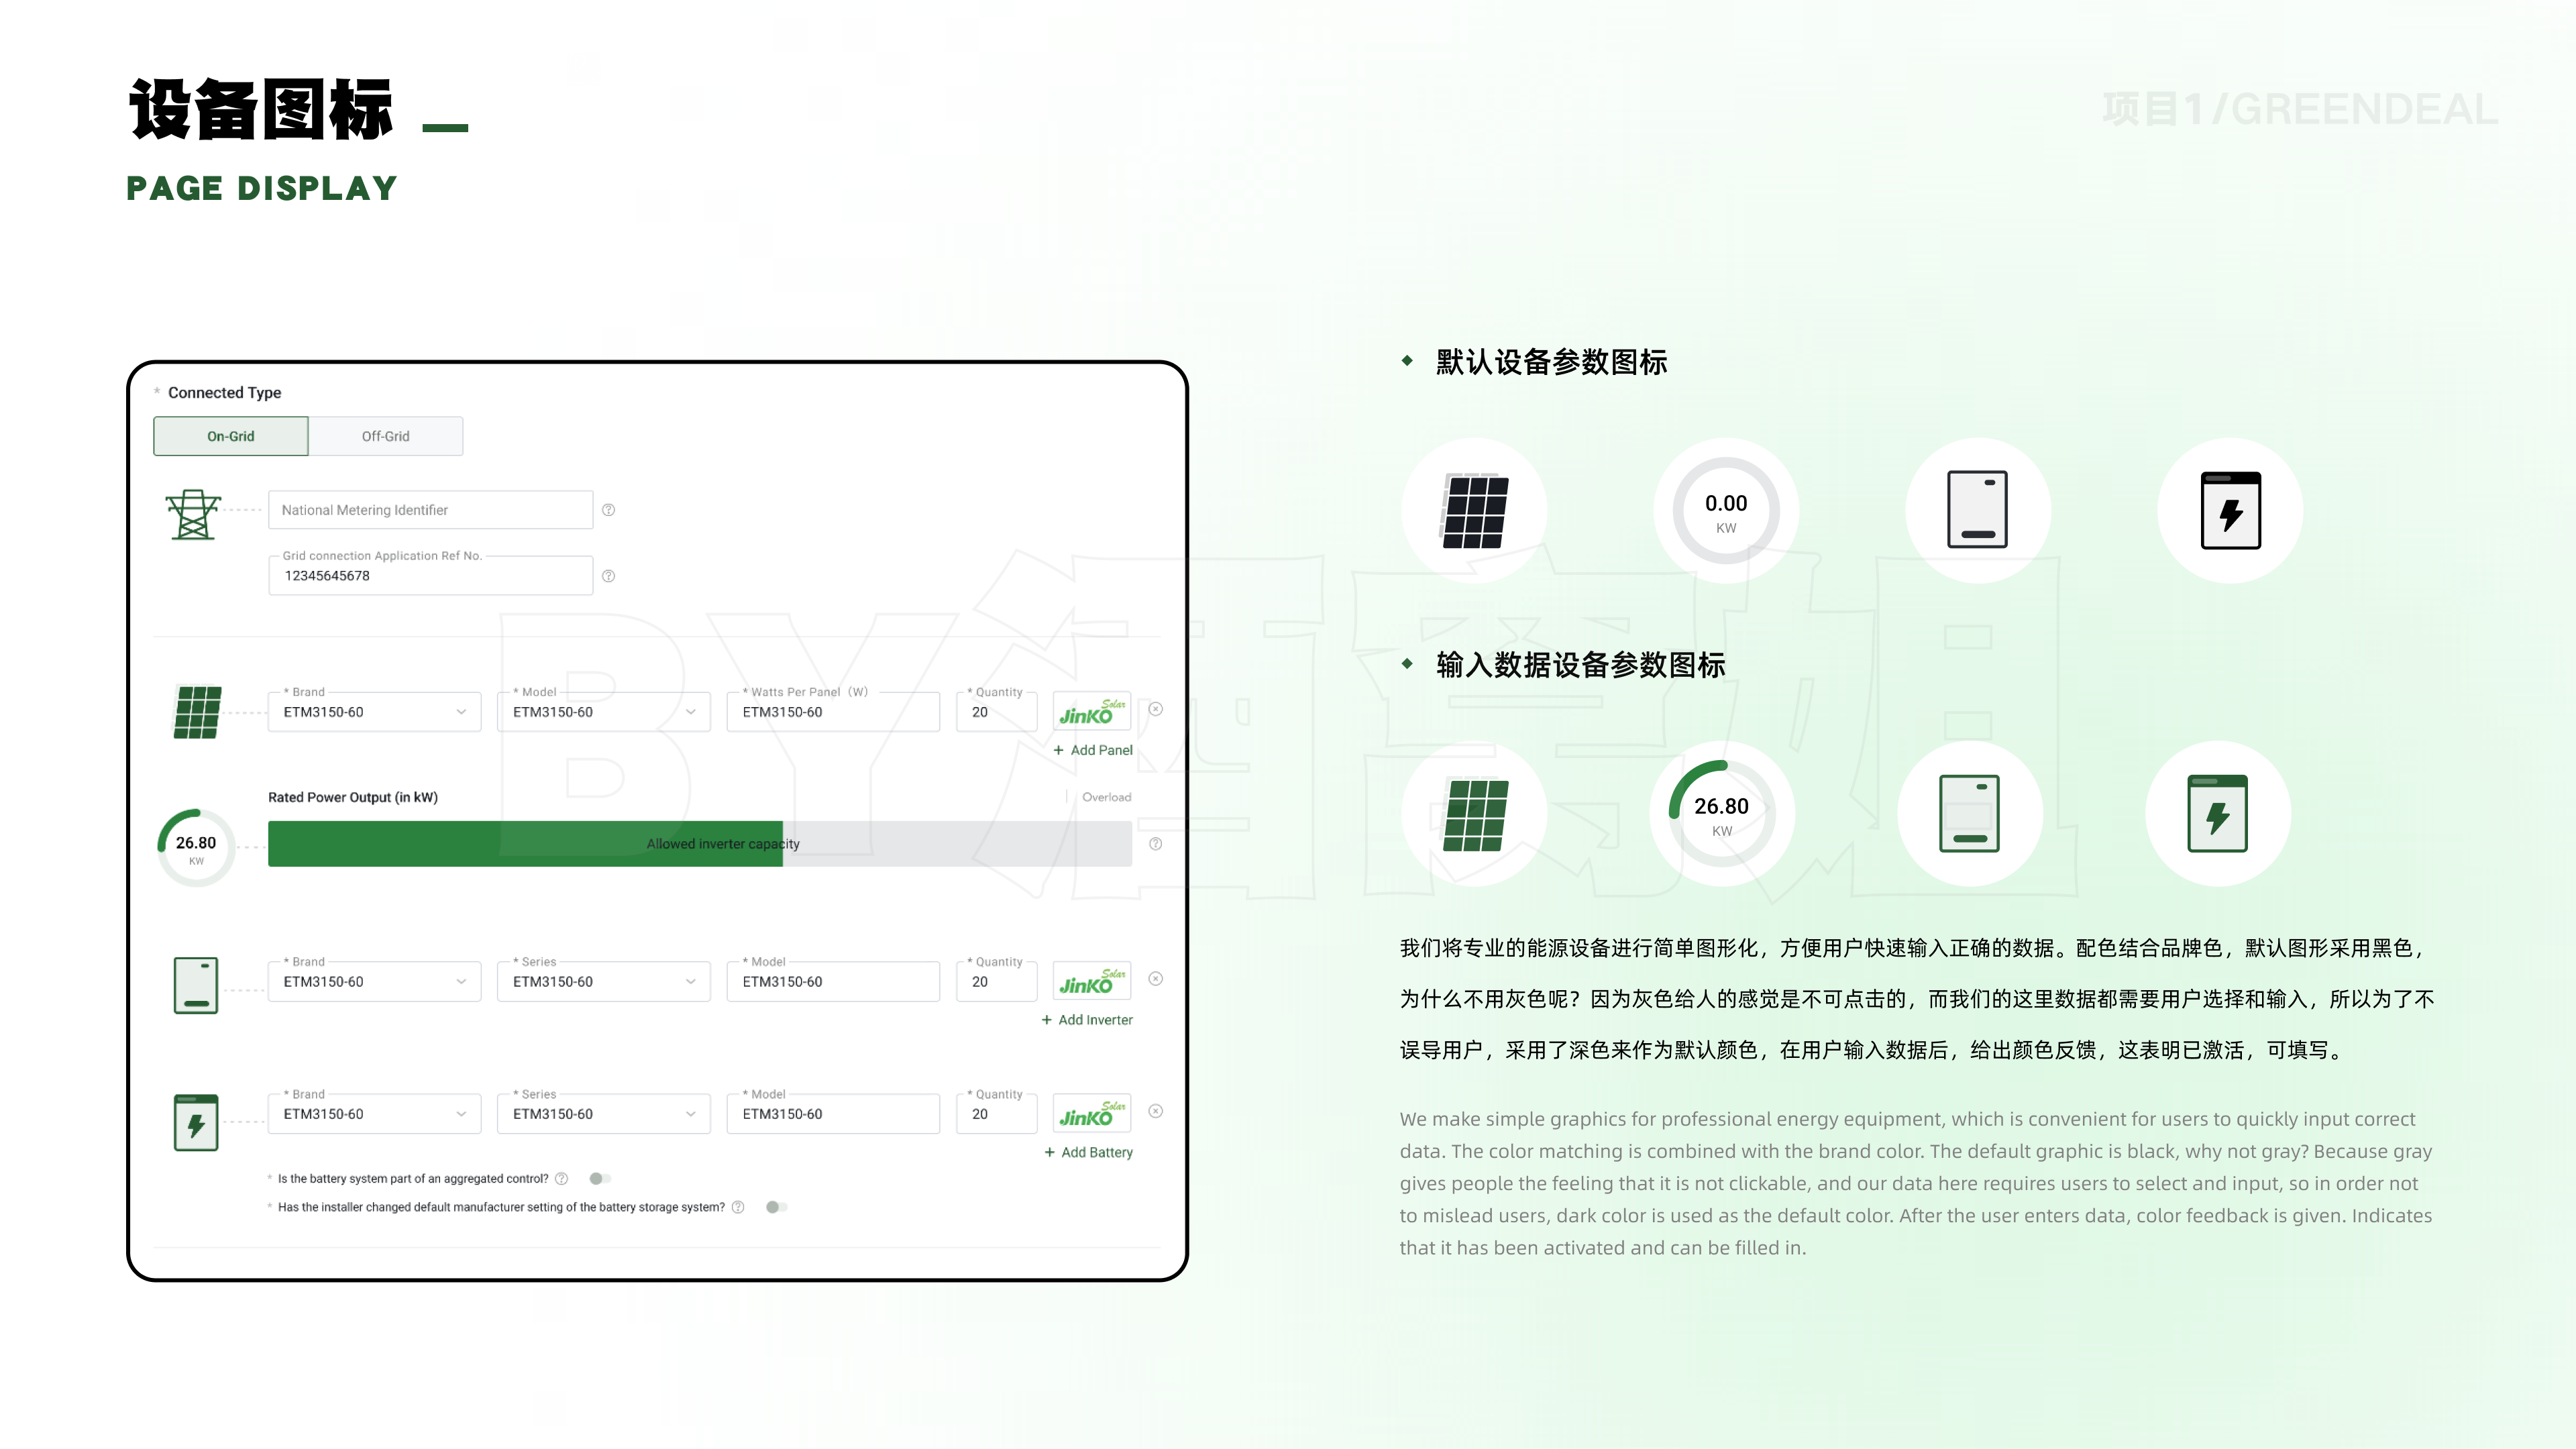 设备图标
PAGE DISPLAY
项目1/GREENDEAL
* Connected Type
On-Grid
Off-Grid
National Metering Identifier
Grid connection Application Ref No.
12345645678
* Brand
* Model
* Watts Per Panel（W）
* Quantity
ETM3150-60
ETM3150-60
ETM3150-60
20
JinKO Solar
+ Add Panel
Rated Power Output (in kW)
Overload
26.80
KW
Allowed inverter capacity
* Brand
* Series
* Model
* Quantity
ETM3150-60
ETM3150-60
ETM3150-60
20
JinKO Solar
+ Add Inverter
* Brand
* Series
* Model
* Quantity
ETM3150-60
ETM3150-60
ETM3150-60
20
JinKO Solar
+ Add Battery
* Is the battery system part of an aggregated control?
* Has the installer changed default manufacturer setting of the battery storage system?
默认设备参数图标
0.00
KW
输入数据设备参数图标
26.80
KW
我们将专业的能源设备进行简单图形化，方便用户快速输入正确的数据。配色结合品牌色，默认图形采用黑色，
为什么不用灰色呢？因为灰色给人的感觉是不可点击的，而我们的这里数据都需要用户选择和输入，所以为了不
误导用户，采用了深色来作为默认颜色，在用户输入数据后，给出颜色反馈，这表明已激活，可填写。
We make simple graphics for professional energy equipment, which is convenient for users to quickly input correct
data. The color matching is combined with the brand color. The default graphic is black, why not gray? Because gray
gives people the feeling that it is not clickable, and our data here requires users to select and input, so in order not
to mislead users, dark color is used as the default color. After the user enters data, color feedback is given. Indicates
that it has been activated and can be filled in.